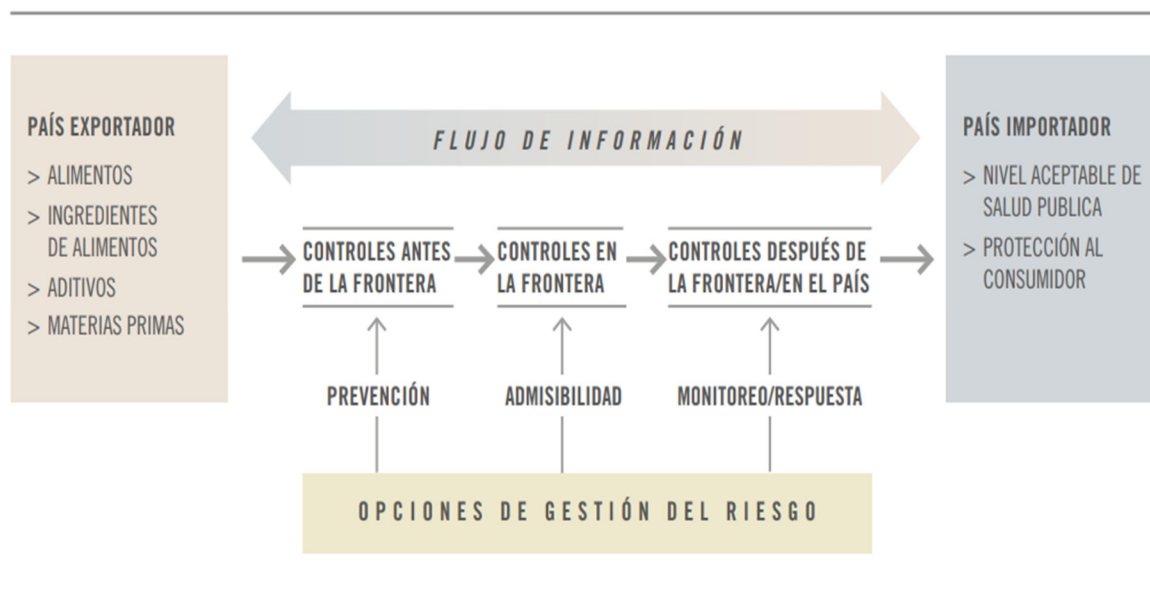 PAÍS EXPORTADOR
> ALIMENTOS
> INGREDIENTES
DE ALIMENTOS
> ADITIVOS
> MATERIAS PRIMAS
FLUJO DE INFORMACIÓN
CONTROLES ANTES
DE LA FRONTERA
CONTROLES EN
LA FRONTERA
CONTROLES DESPUÉS DE
LA FRONTERA/EN EL PAÍS
PREVENCIÓN
ADMISIBILIDAD
MONITOREO/RESPUESTA
OPCIONES DE GESTIÓN DEL RIESGO
PAÍS IMPORTADOR
> NIVEL ACEPTABLE DE
SALUD PUBLICA
> PROTECCIÓN AL
CONSUMIDOR